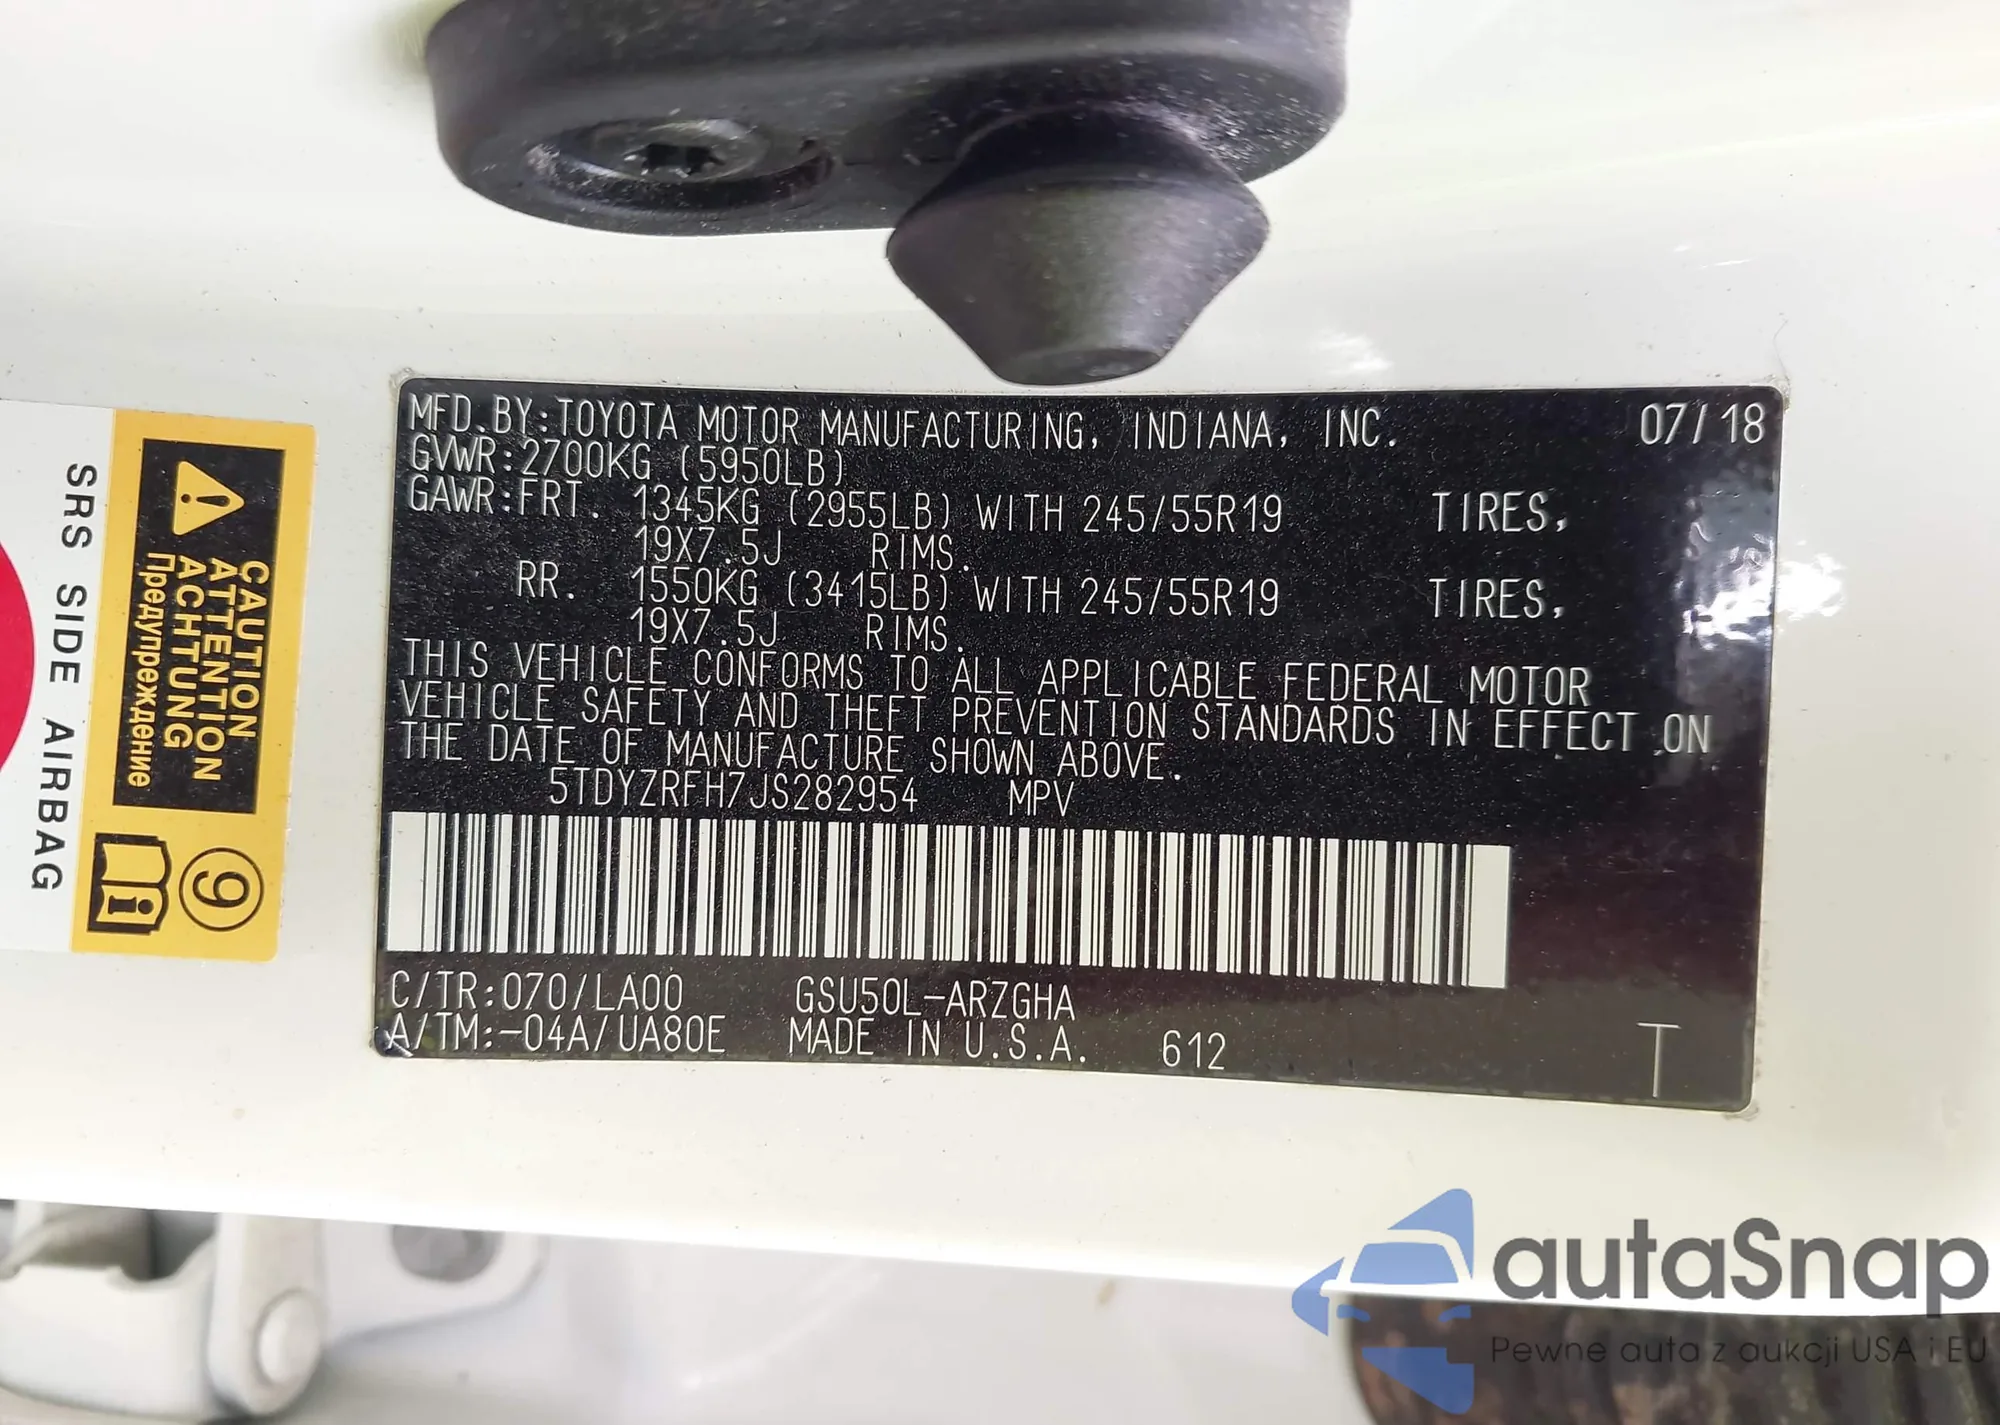 MFD.BY:TOYOTA MOTOR MANUFACTURING, INDIANA, INC. 07/18
GVWR:2700KG (5950LB)
GAWR:FRT. 1345KG (2955LB) WITH 245/55R19 TIRES,
19X7.5J RIMS.
RR. 1550KG (3415LB) WITH 245/55R19 TIRES,
19X7.5J RIMS.
THIS VEHICLE CONFORMS TO ALL APPLICABLE FEDERAL MOTOR
VEHICLE SAFETY AND THEFT PREVENTION STANDARDS IN EFFECT ON
THE DATE OF MANUFACTURE SHOWN ABOVE.
5TDYZRFH7JS282954 MPV
C/TR:070/LA00 GSU50L-ARZGHA
A/TM:-04A/UA80E MADE IN U.S.A. 612 T
CAUTION
ATTENTION
ACHTUNG
Предупреждение
9
SRS SIDE AIRBAG
autaSnap
Pewne auta z aukcji USA i EU